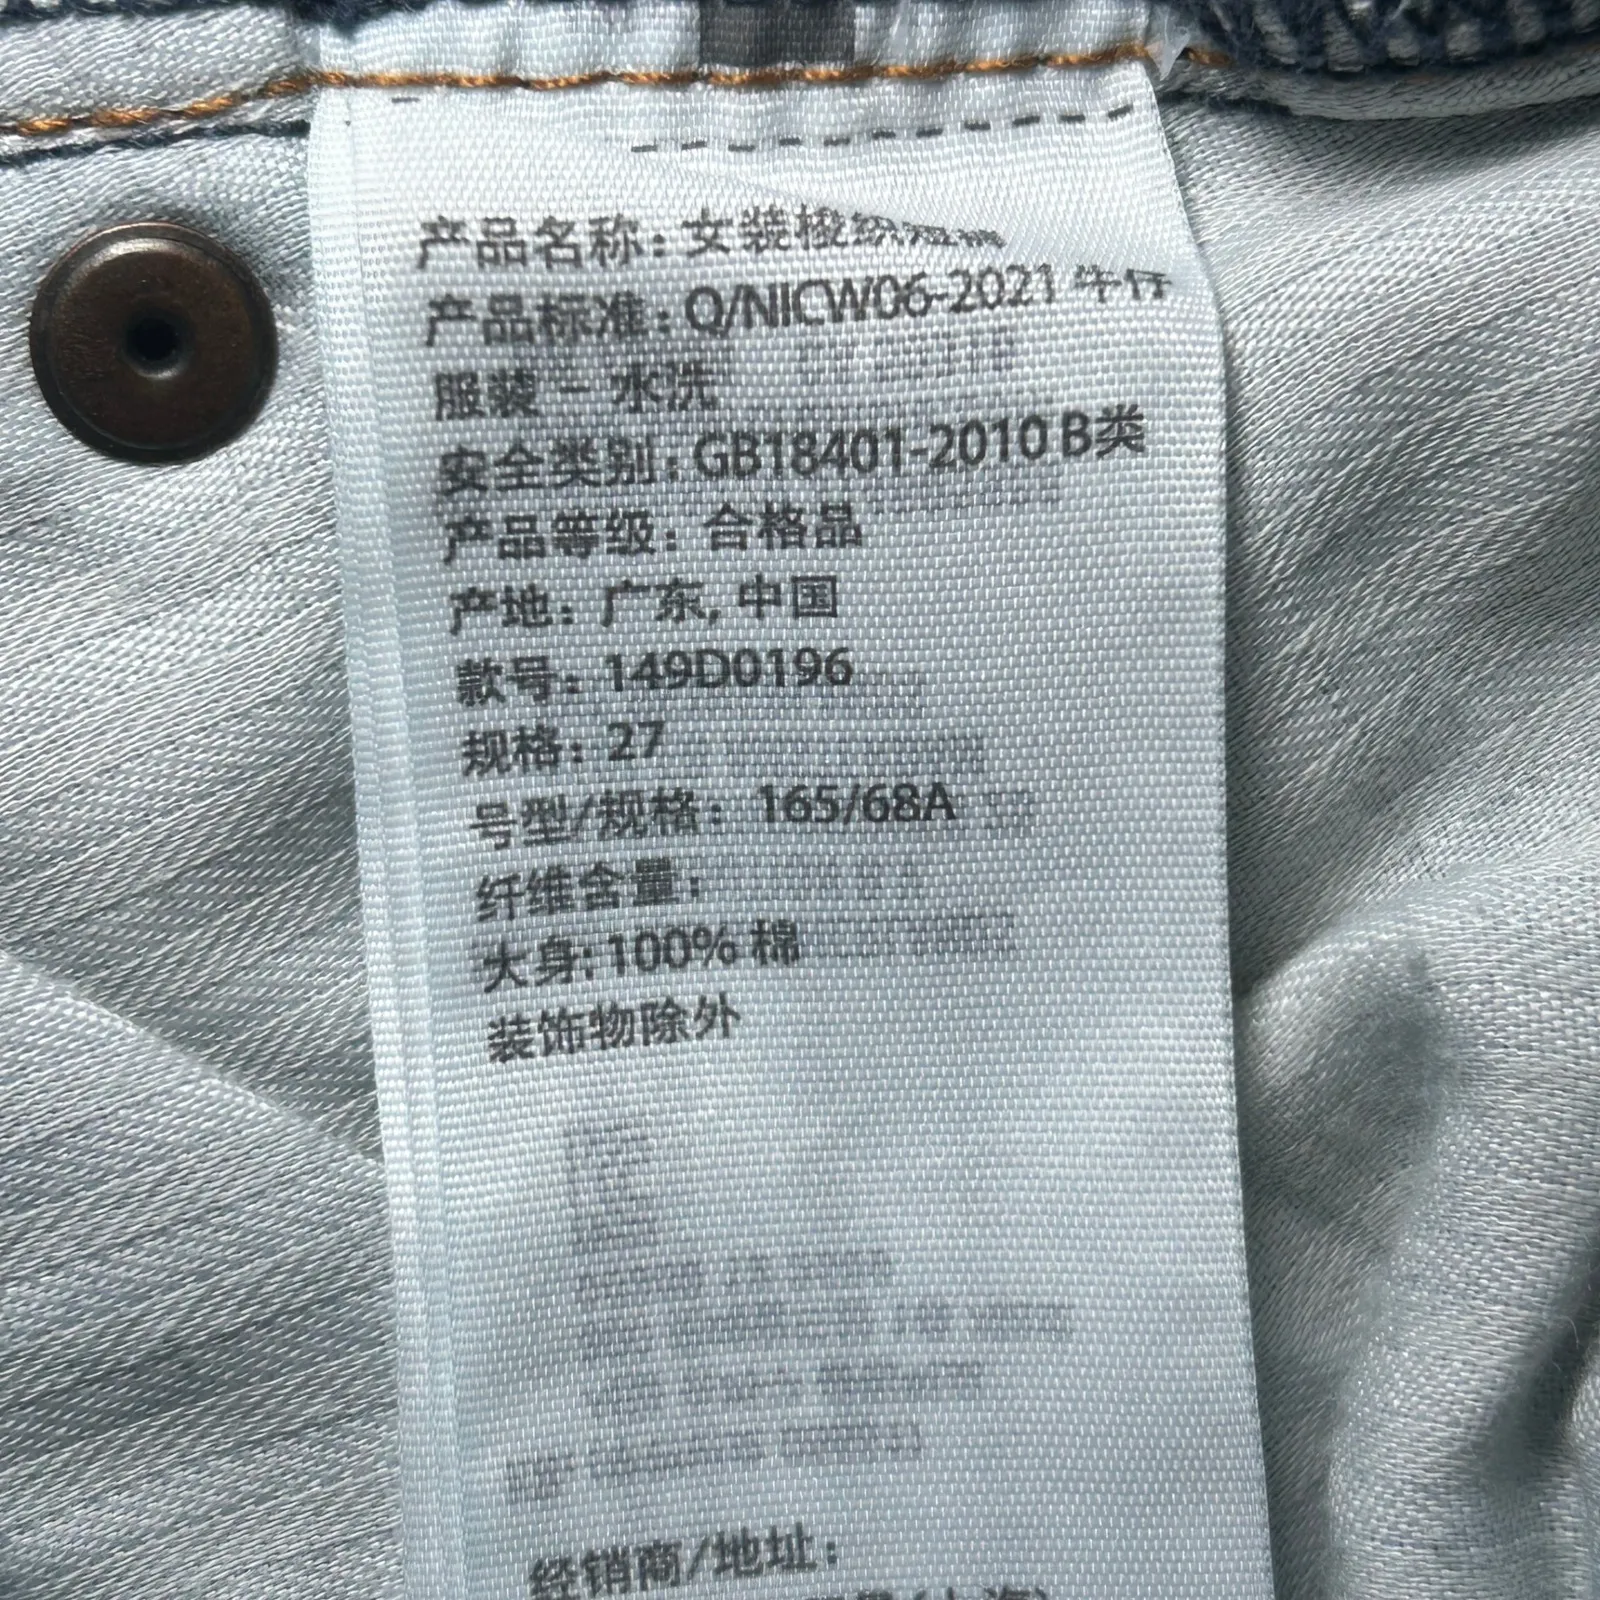 产品名称: 女装梭织短裤
产品标准: Q/NICW06-2021 牛仔
服装 – 水洗
安全类别: GB18401-2010 B类
产品等级: 合格品
产地: 广东, 中国
款号: 149D0196
规格: 27
号型/规格: 165/68A
纤维含量:
大身: 100% 棉
装饰物除外
经销商/地址: